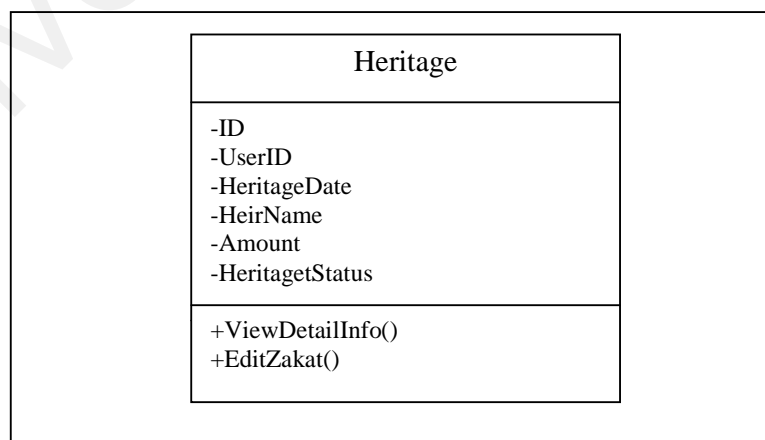 Heritage
-ID
-UserID
-HeritageDate
-HeirName
-Amount
-HeritagetStatus
+ViewDetailInfo()
+EditZakat()